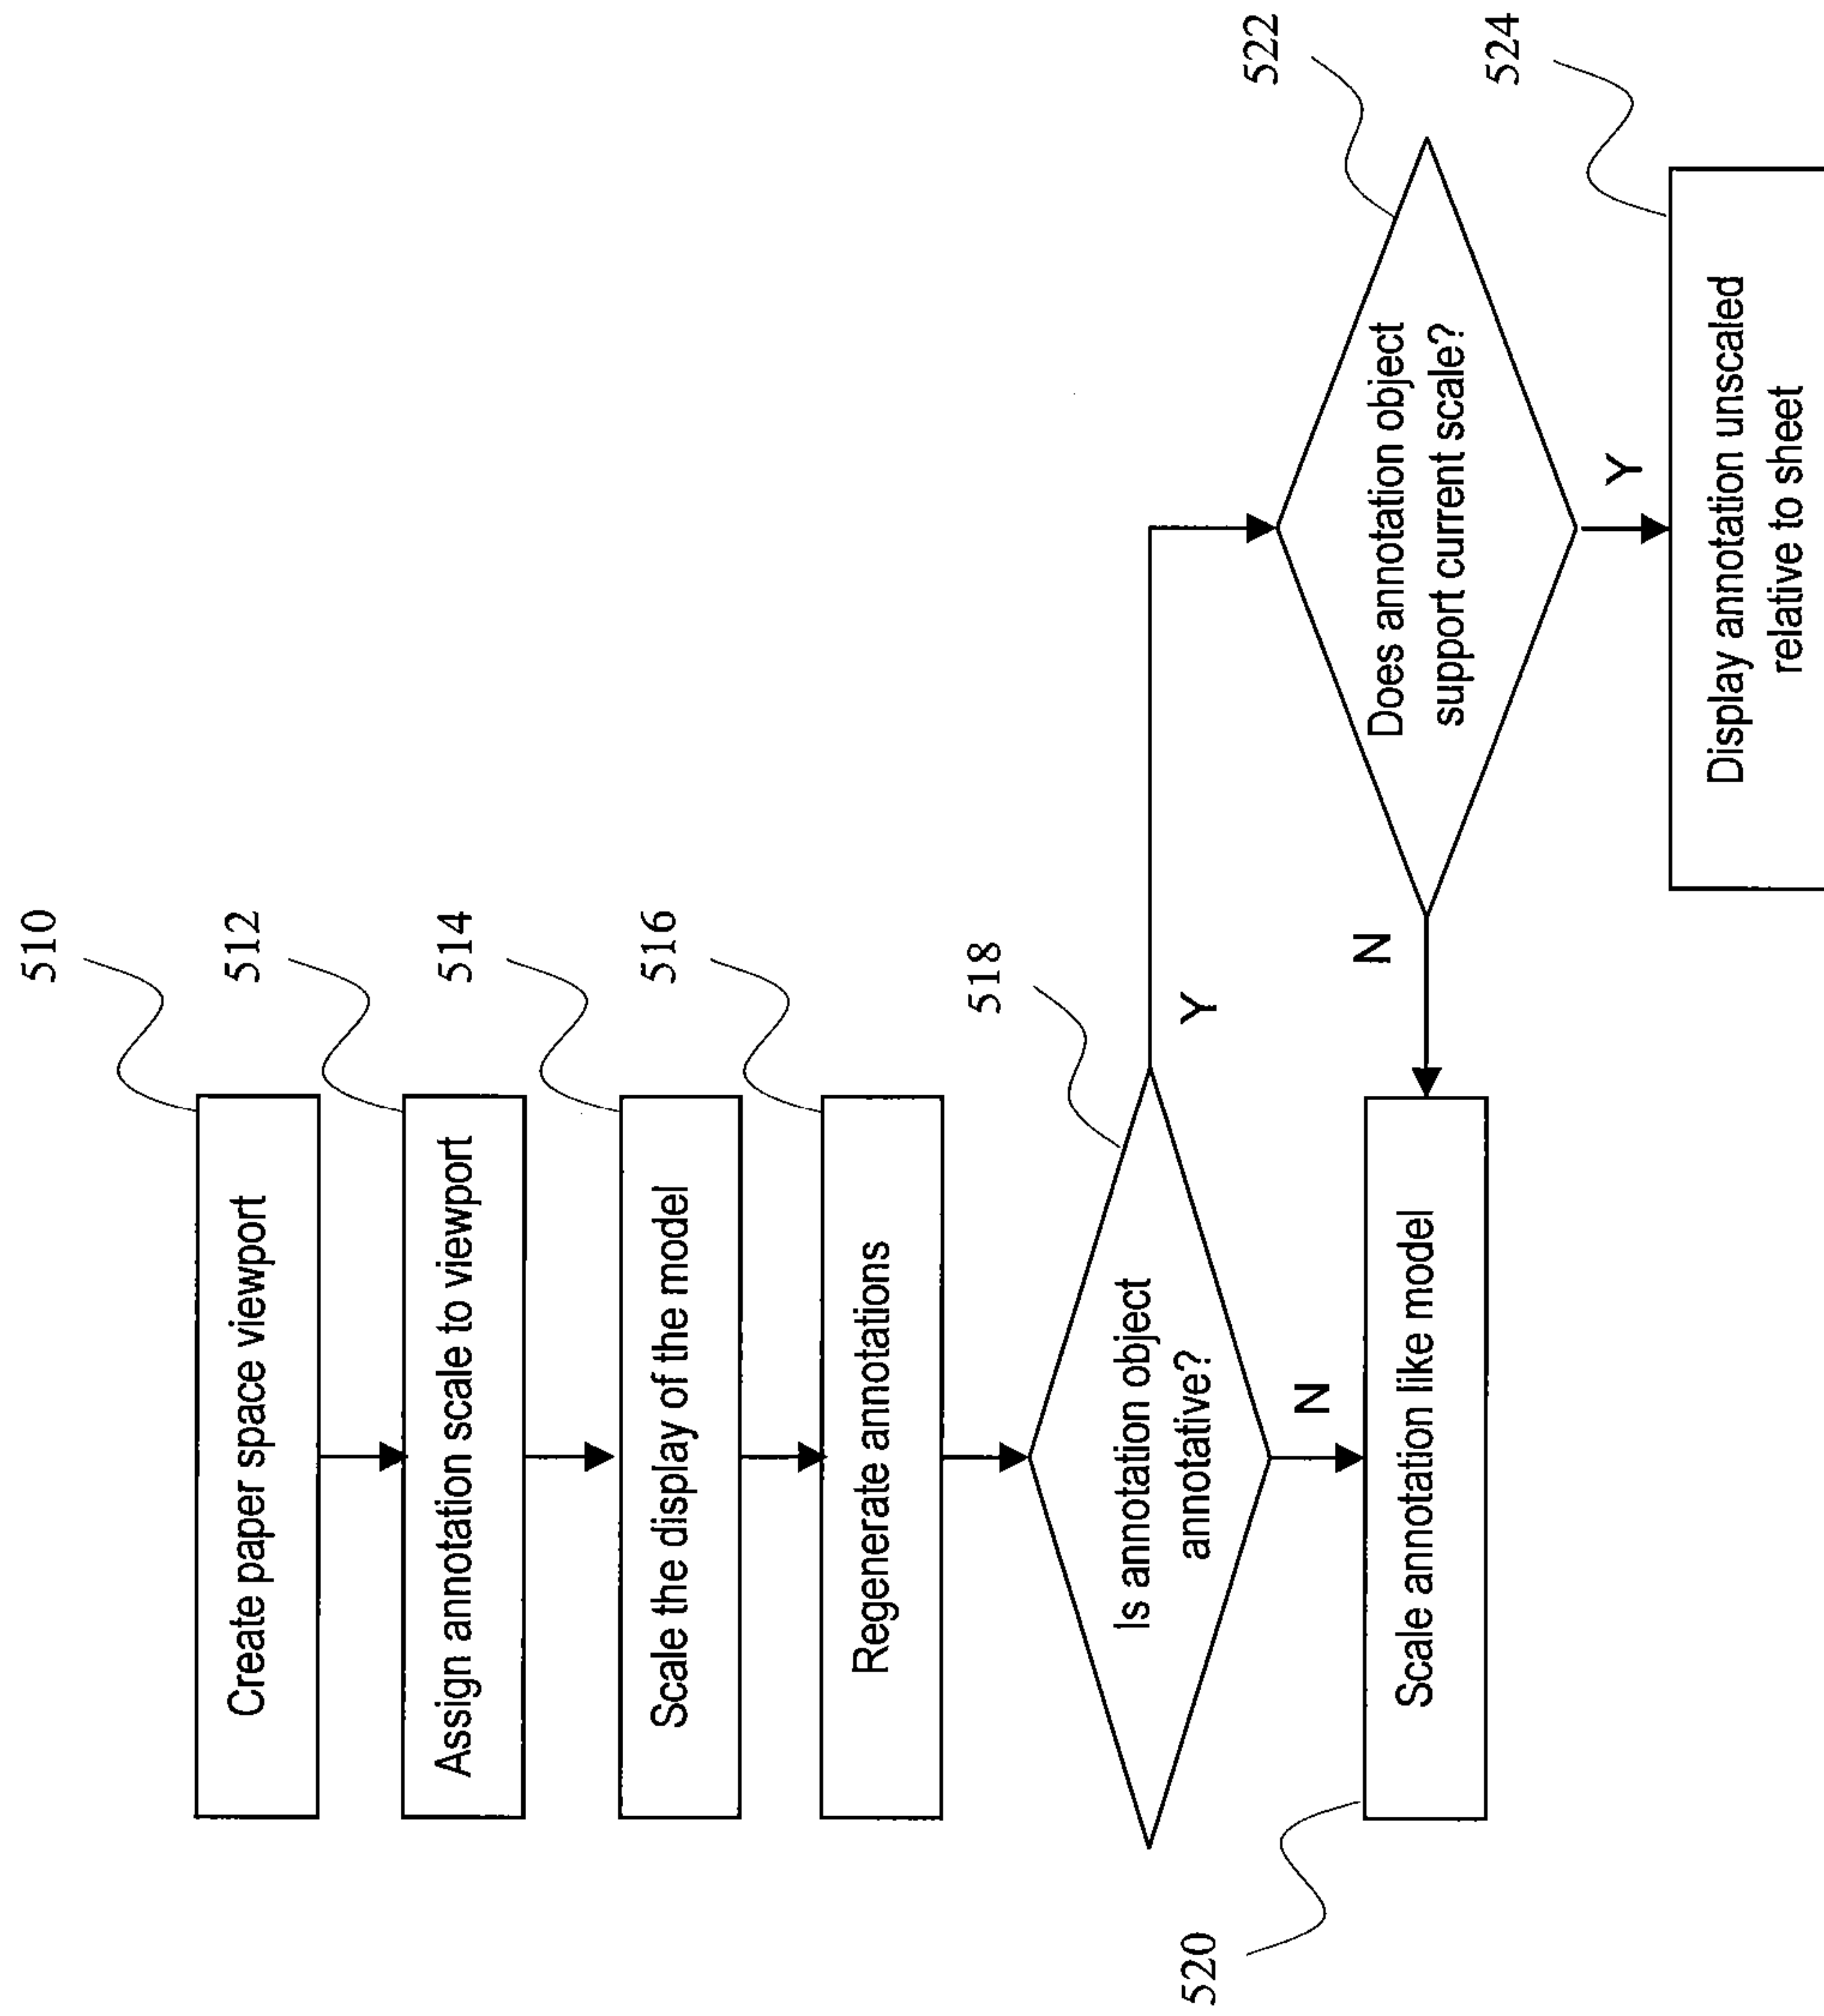 510
Create paper space viewport
512
Assign annotation scale to viewport
514
Scale the display of the model
516
Regenerate annotations
518
Is annotation object
annotative?
Y
N
520
Scale annotation like model
522
Does annotation object
support current scale?
N
Y
524
Display annotation unscaled
relative to sheet